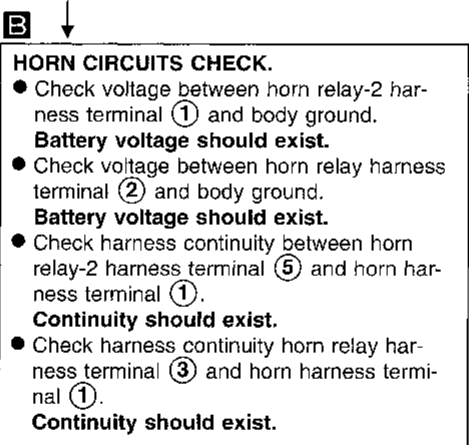 B
HORN CIRCUITS CHECK.
● Check voltage between horn relay-2 har-
ness terminal ① and body ground.
Battery voltage should exist.
● Check voltage between horn relay harness
terminal ② and body ground.
Battery voltage should exist.
● Check harness continuity between horn
relay-2 harness terminal ⑤ and horn har-
ness terminal ①.
Continuity should exist.
● Check harness continuity horn relay har-
ness terminal ③ and horn harness termi-
nal ①.
Continuity should exist.